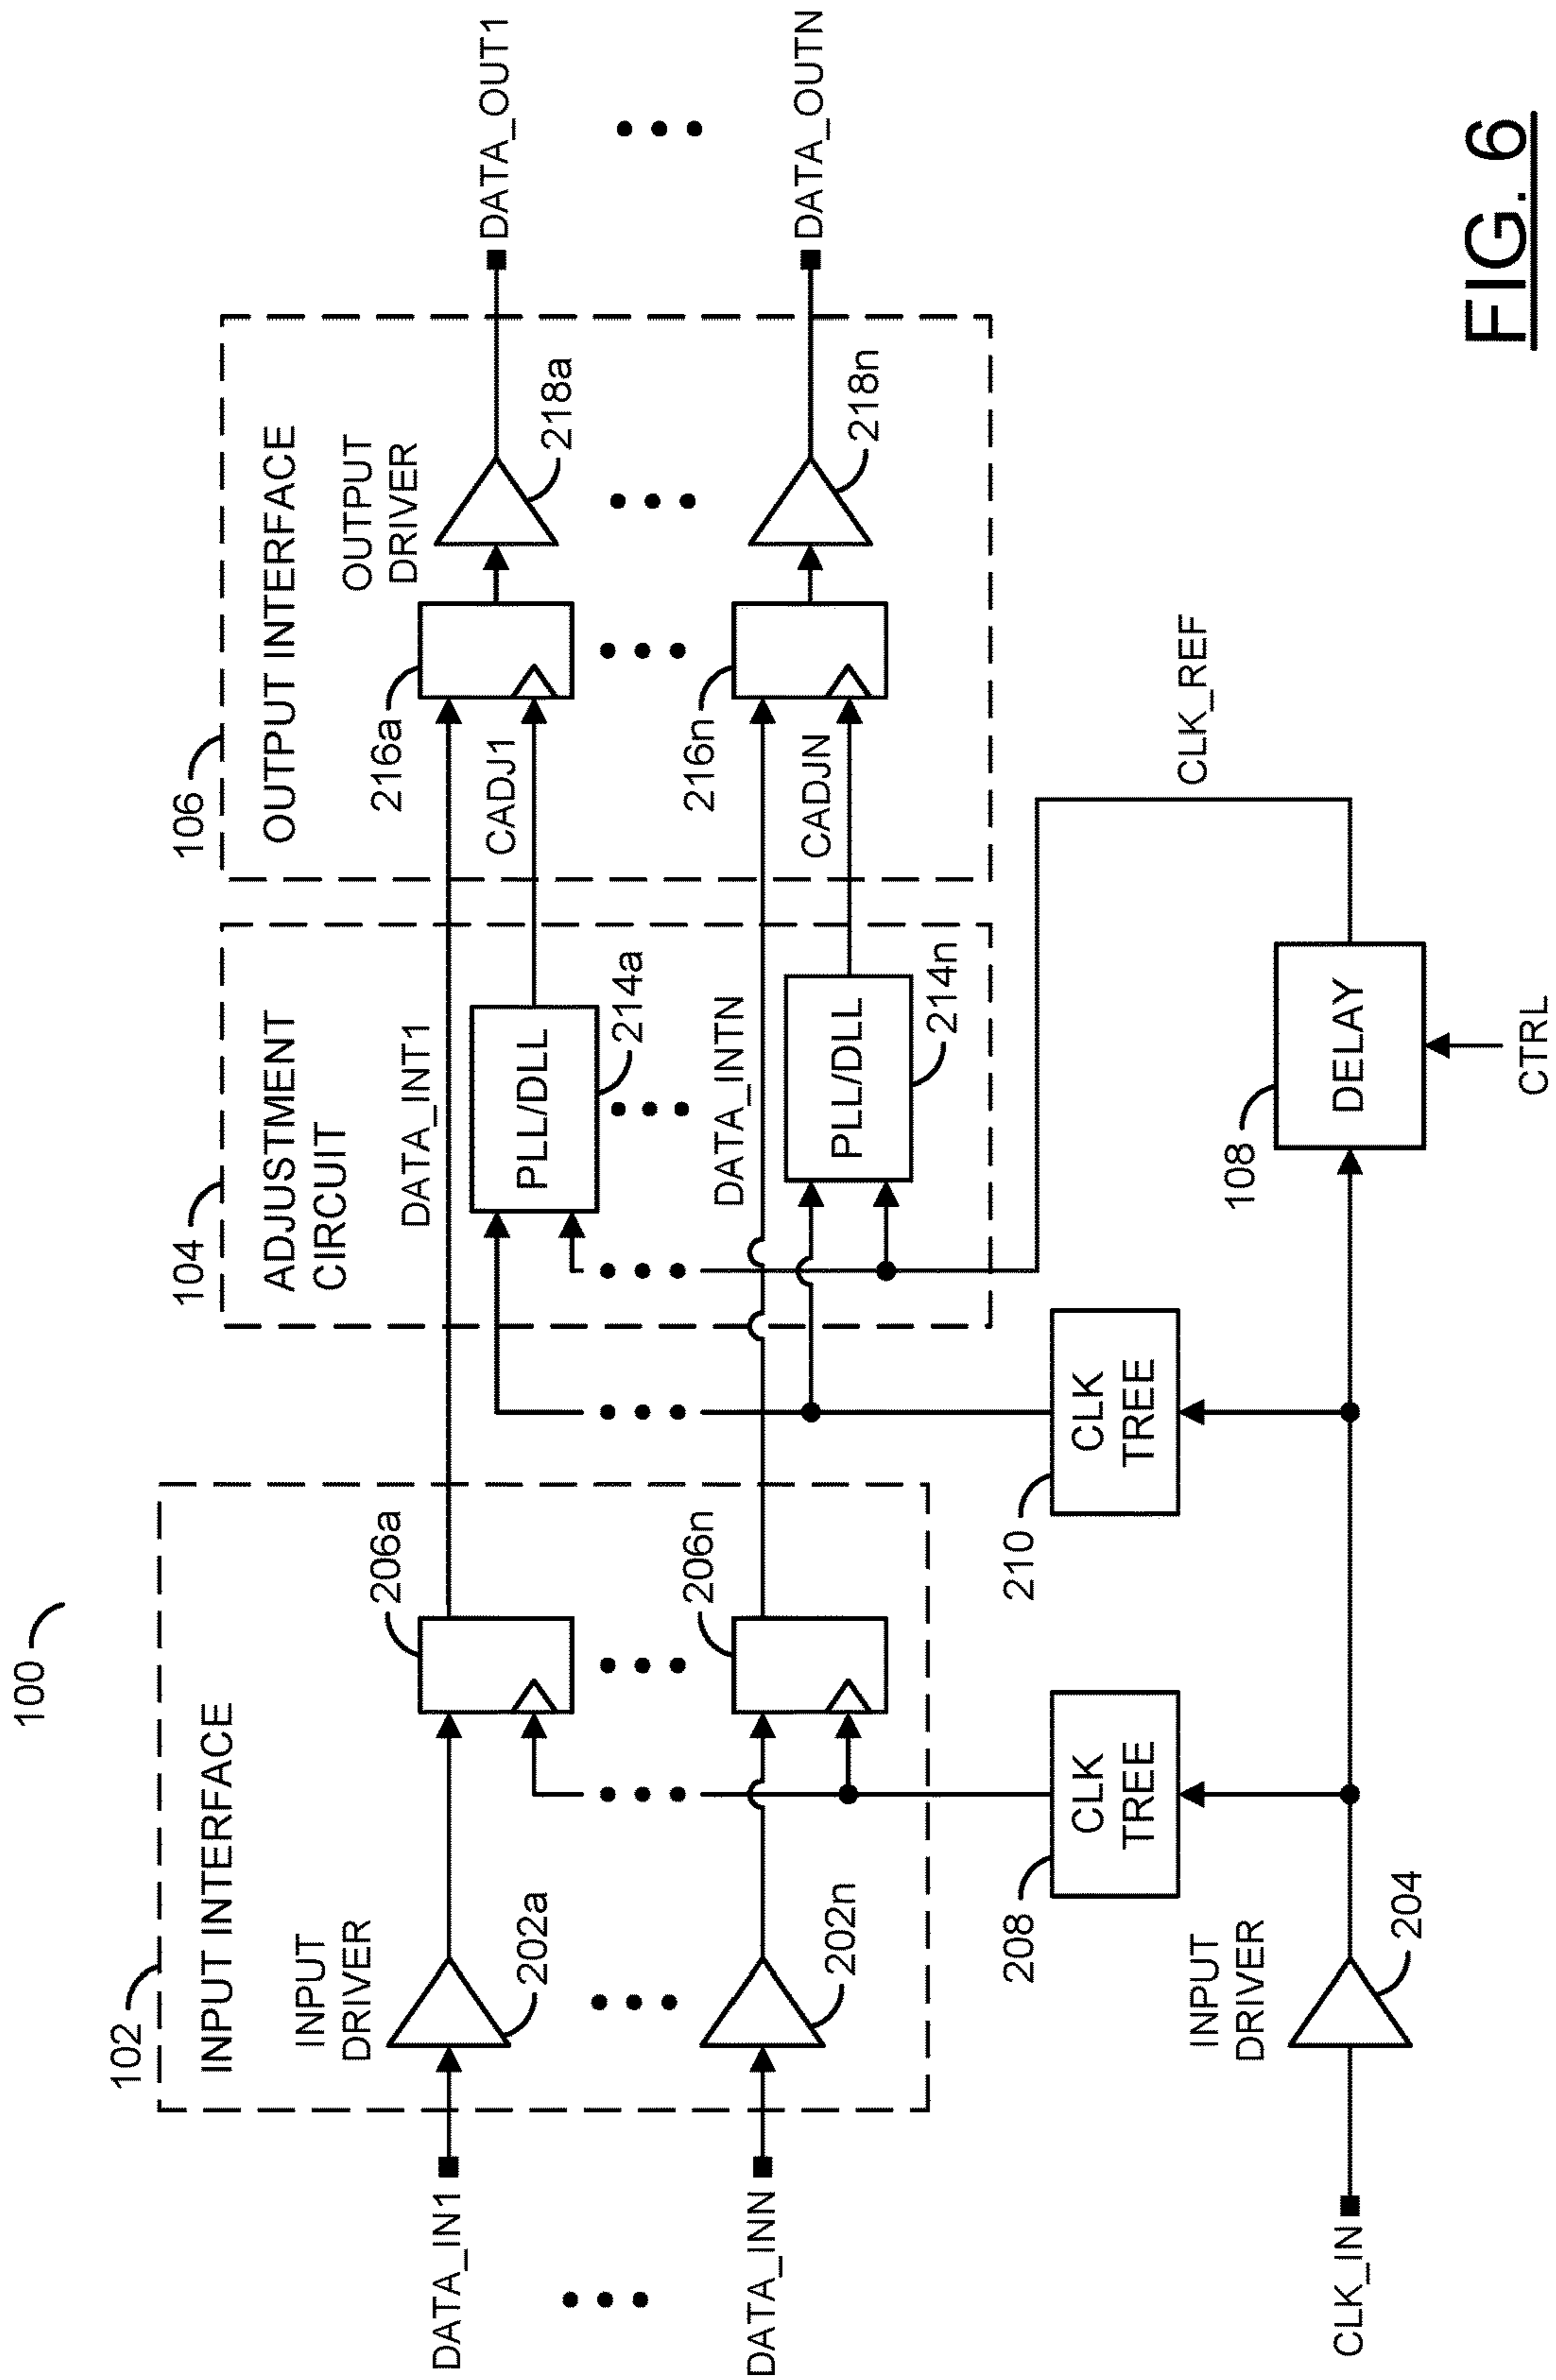 100
102
INPUT INTERFACE
INPUT
DRIVER
DATA_IN1
202a
206a
DATA_INN
202n
206n
104
ADJUSTMENT
CIRCUIT
DATA_INT1
PLL/DLL
214a
DATA_INTN
PLL/DLL
214n
106
OUTPUT INTERFACE
OUTPUT
DRIVER
216a
CADJ1
218a
DATA_OUT1
216n
CADJN
218n
DATA_OUTN
208
CLK
TREE
210
CLK
TREE
CLK_REF
INPUT
DRIVER
CLK_IN
204
108
DELAY
CTRL
FIG. 6